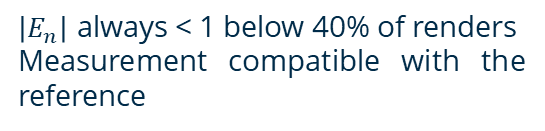 |Eₙ| always < 1 below 40% of renders
Measurement compatible with the
reference